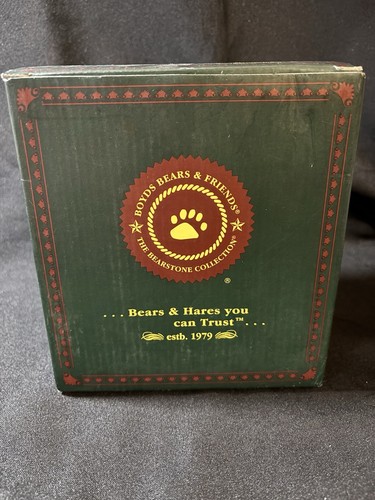 BOYDS BEARS & FRIENDS®
THE BEARSTONE COLLECTION®
®
...Bears & Hares you
can Trust™...
estb. 1979